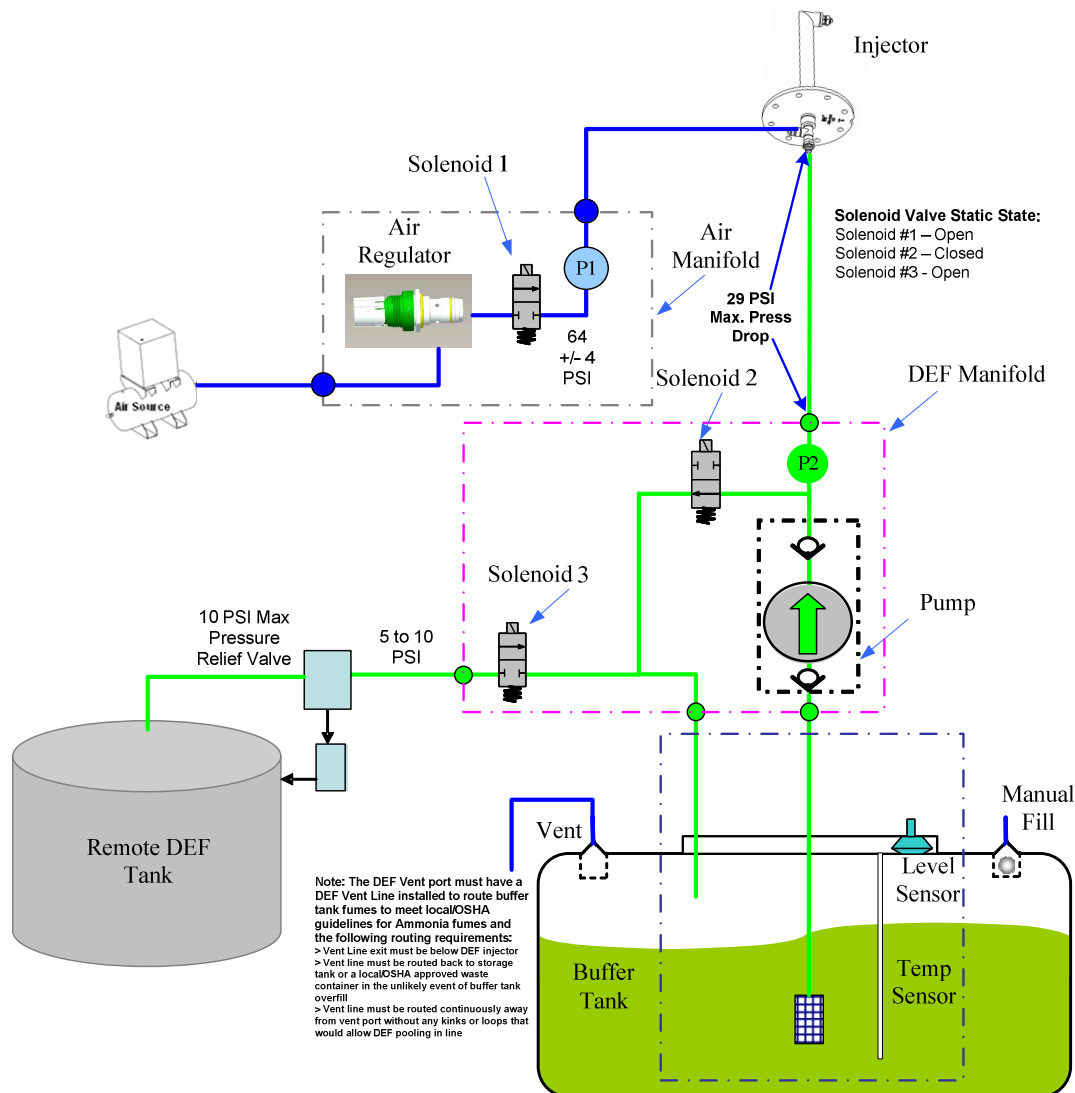 Injector
Solenoid 1
Air
Regulator
P1
Air
Manifold
64
+/- 4
PSI
Air Source
Solenoid Valve Static State:
Solenoid #1 – Open
Solenoid #2 – Closed
Solenoid #3 - Open
29 PSI
Max. Press
Drop
Solenoid 2
DEF Manifold
P2
Solenoid 3
Pump
10 PSI Max
Pressure
Relief Valve
5 to 10
PSI
Remote DEF
Tank
Vent
Manual
Fill
Level
Sensor
Note: The DEF Vent port must have a
DEF Vent Line installed to route buffer
tank fumes to meet local/OSHA
guidelines for Ammonia fumes and
the following routing requirements:
> Vent Line exit must be below DEF injector
> Vent line must be routed back to storage
tank or a local/OSHA approved waste
container in the unlikely event of buffer tank
overfill
> Vent line must be routed continuously away
from vent port without any kinks or loops that
would allow DEF pooling in line
Buffer
Tank
Temp
Sensor